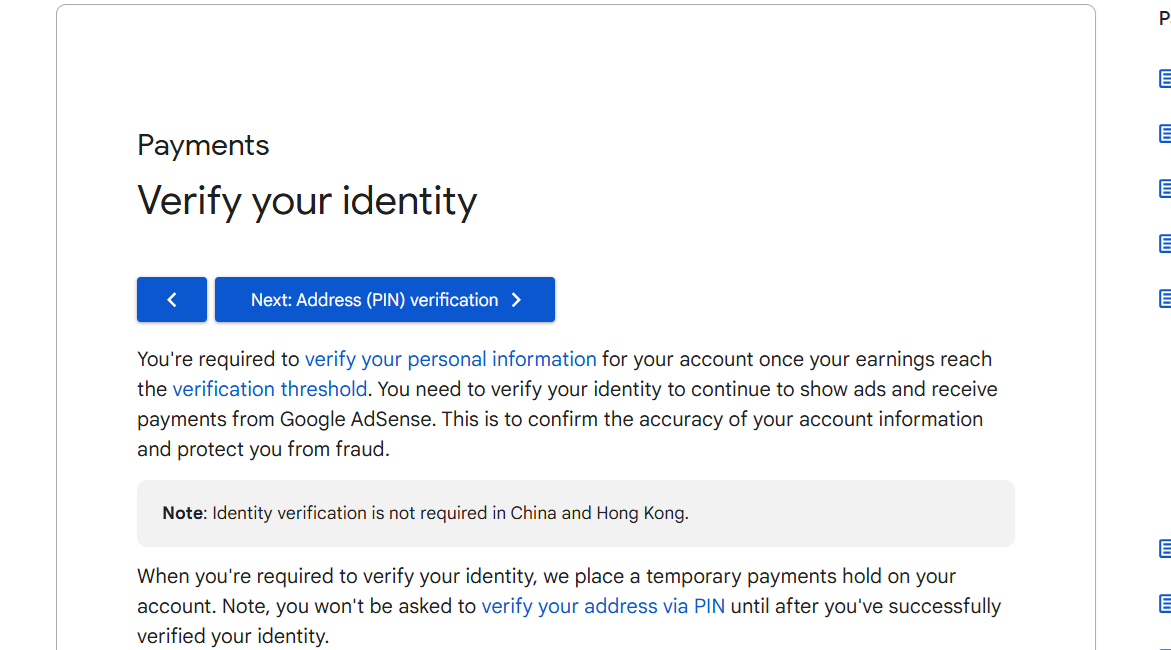 P
Payments
Verify your identity
Next: Address (PIN) verification
You're required to verify your personal information for your account once your earnings reach
the verification threshold. You need to verify your identity to continue to show ads and receive
payments from Google AdSense. This is to confirm the accuracy of your account information
and protect you from fraud.
Note: Identity verification is not required in China and Hong Kong.
When you're required to verify your identity, we place a temporary payments hold on your
account. Note, you won't be asked to verify your address via PIN until after you've successfully
verified your identity.